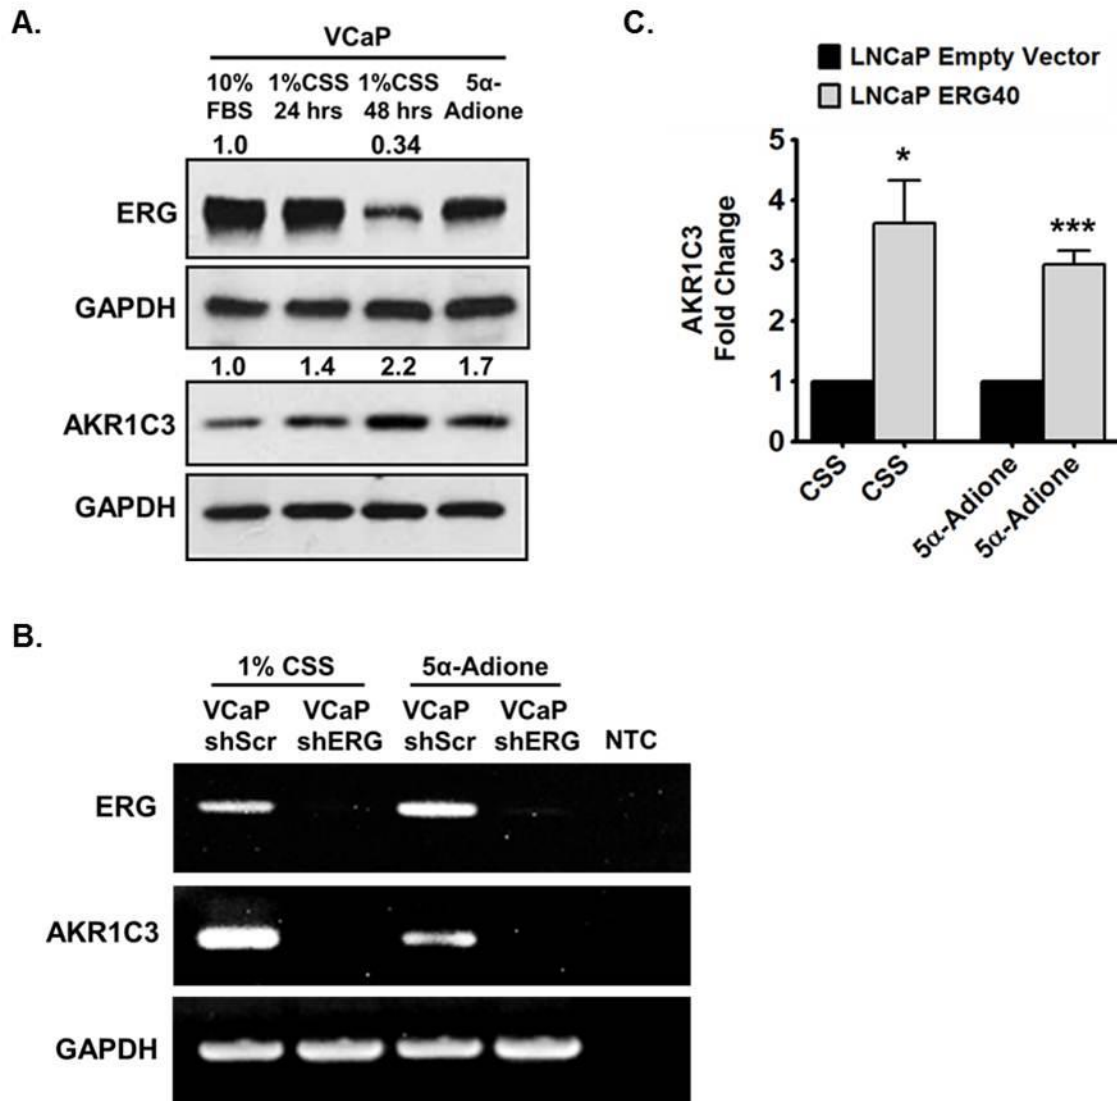 A.
VCaP
10% 1%CSS 1%CSS 5α-
FBS 24 hrs 48 hrs Adione
1.0 0.34
ERG
GAPDH
1.0 1.4 2.2 1.7
AKR1C3
GAPDH
B.
1% CSS 5α-Adione
VCaP VCaP VCaP VCaP
shScr shERG shScr shERG NTC
ERG
AKR1C3
GAPDH
C.
LNCaP Empty Vector
LNCaP ERG40
AKR1C3
Fold Change
5
4
3
2
1
0
*
***
CSS
CSS
5α-Adione
5α-Adione